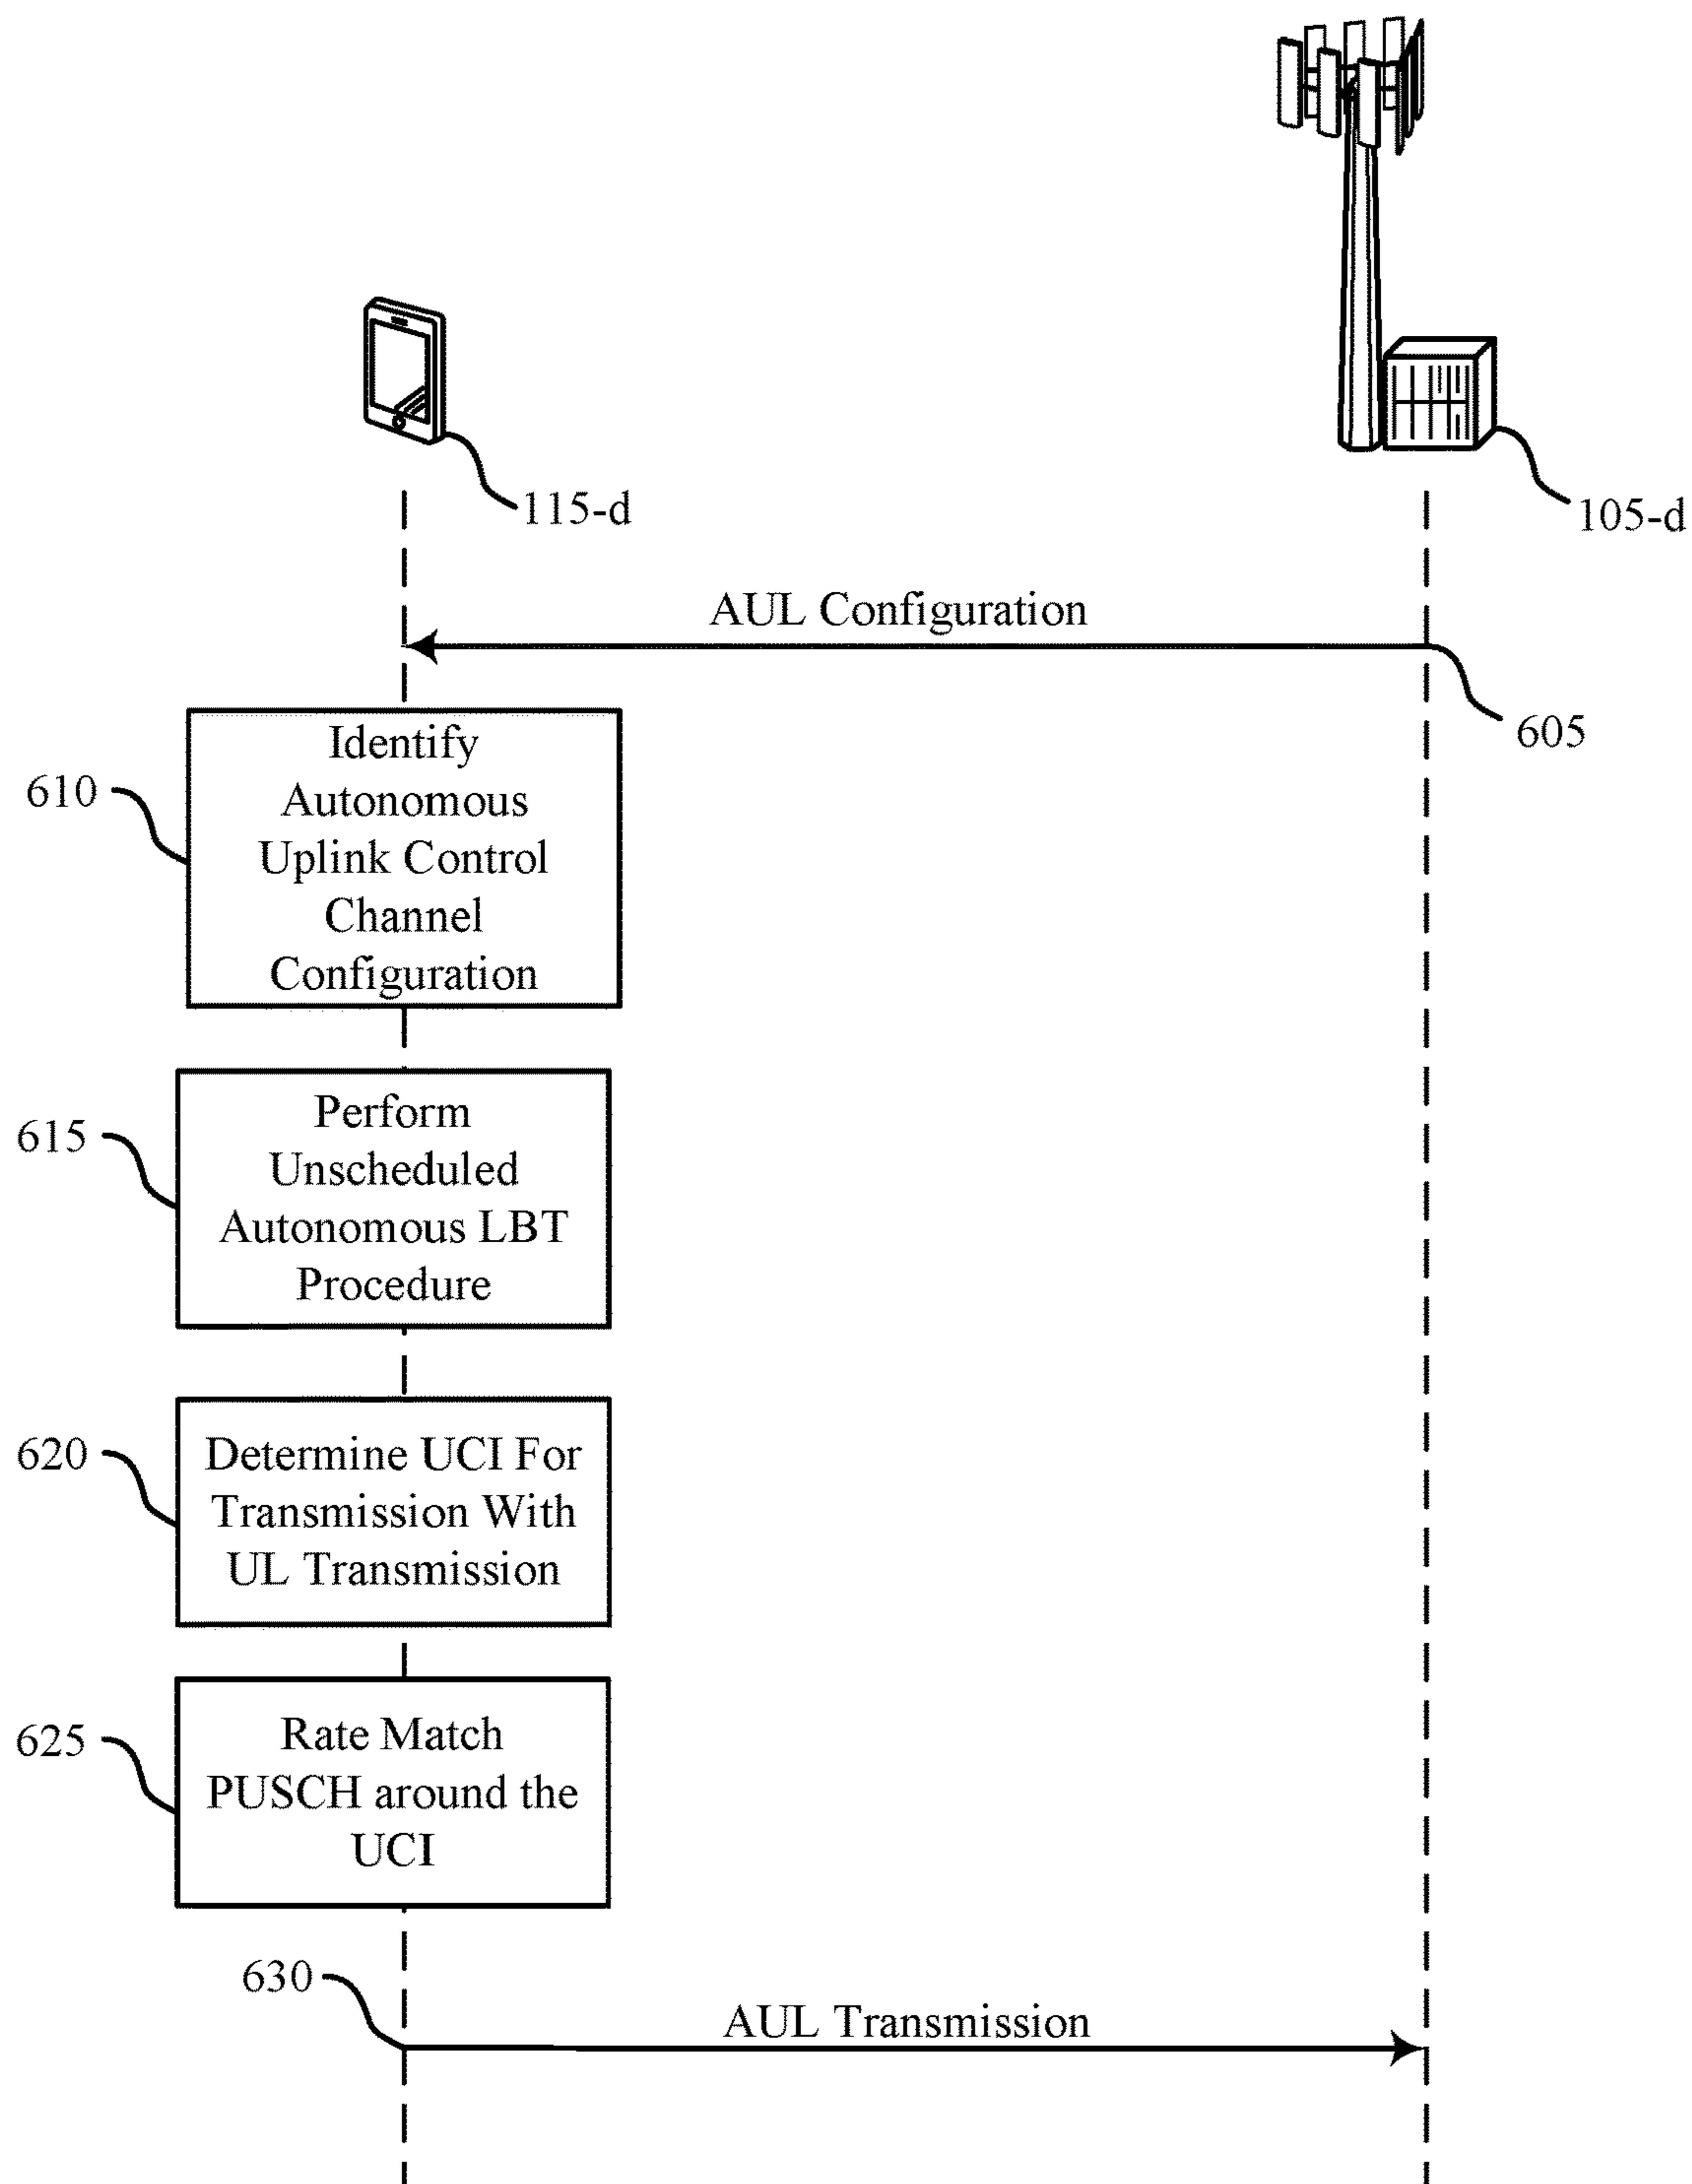 115-d
105-d
AUL Configuration
605
610
Identify
Autonomous
Uplink Control
Channel
Configuration
615
Perform
Unscheduled
Autonomous LBT
Procedure
620
Determine UCI For
Transmission With
UL Transmission
625
Rate Match
PUSCH around the
UCI
630
AUL Transmission